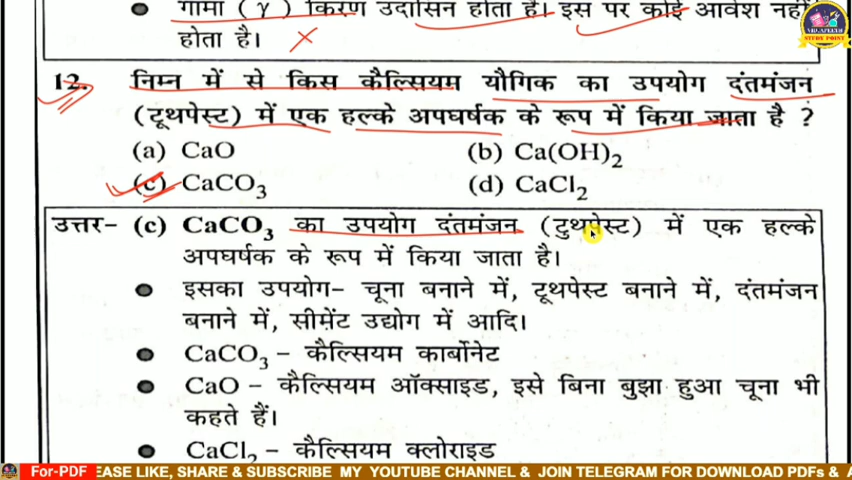 गामा (γ) किरण उदासिन होता है। इस पर कोई आवेश नहीं
होता है।
12. निम्न में से किस कैल्सियम यौगिक का उपयोग दंतमंजन
(टूथपेस्ट) में एक हल्के अपघर्षक के रूप में किया जाता है ?
(a) CaO (b) Ca(OH)₂
(c) CaCO₃ (d) CaCl₂
उत्तर- (c) CaCO₃ का उपयोग दंतमंजन (टुथपेस्ट) में एक हल्के
अपघर्षक के रूप में किया जाता है।
● इसका उपयोग- चूना बनाने में, टूथपेस्ट बनाने में, दंतमंजन
बनाने में, सीमेंट उद्योग में आदि।
● CaCO₃ - कैल्सियम कार्बोनेट
● CaO - कैल्सियम ऑक्साइड, इसे बिना बुझा हुआ चूना भी
कहते हैं।
● CaCl₂ - कैल्सियम क्लोराइड
For-PDF EASE LIKE, SHARE & SUBSCRIBE MY YOUTUBE CHANNEL & JOIN TELEGRAM FOR DOWNLOAD PDFs & A
STUDY POINT